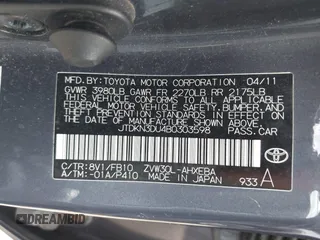 MFD. BY: TOYOTA MOTOR CORPORATION 04/11
GVWR 3980LB GAWR FR 2270LB RR 2175LB
THIS VEHICLE CONFORMS TO ALL APPLICABLE
FEDERAL MOTOR VEHICLE SAFETY, BUMPER, AND
THEFT PREVENTION STANDARDS IN EFFECT ON
THE DATE OF MANUFACTURE SHOWN ABOVE.
JTDKN3DU4B0303598 PASS.CAR
C/TR: 8V1/FB10 ZVW30L-AHXEBA
A/TM: -01A/P410 MADE IN JAPAN 933 A
TOYOTA
DREAMBID